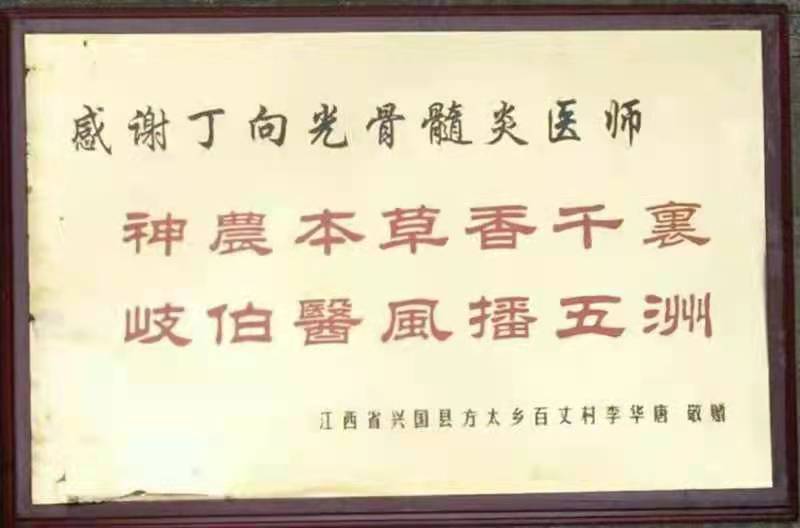 感谢丁向光骨髓炎医师
神農本草香千裏
岐伯醫風播五洲
江西省兴国县方太乡百丈村李华唐 敬赠